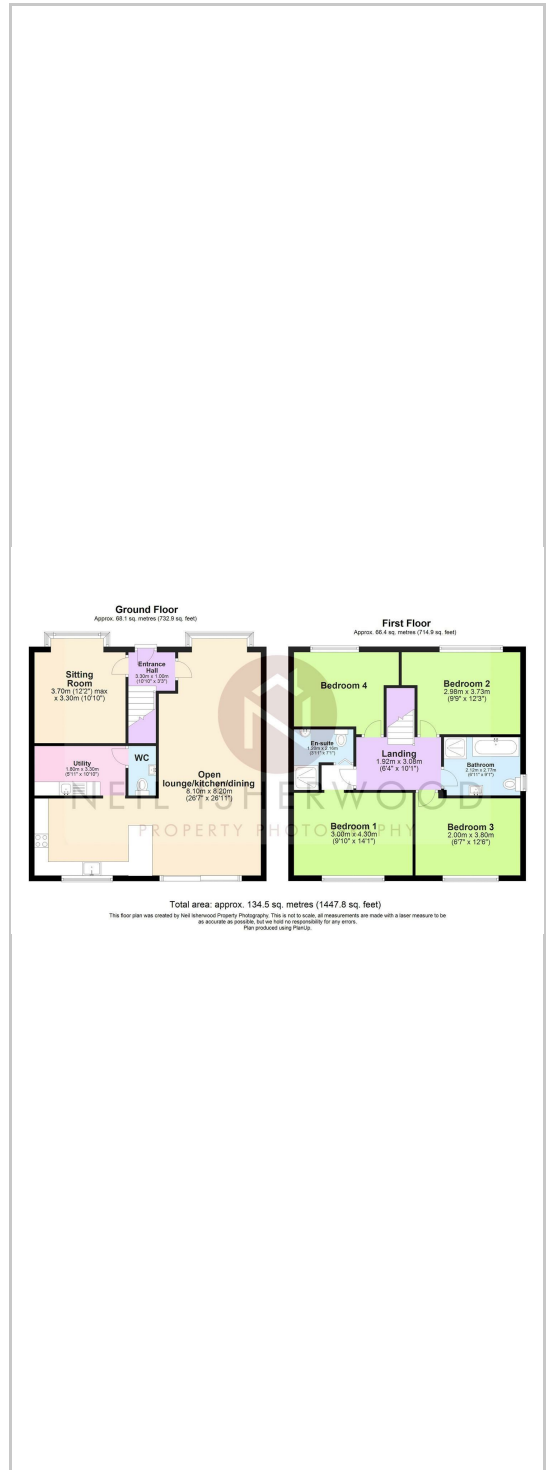 Ground Floor
Approx. 68.1 sq. metres (732.9 sq. feet)
Sitting
Room
3.70m (12'2") max
x 3.30m (10'10")
Entrance
Hall
3.30m x 1.00m
(10'10" x 3'3")
Utility
1.80m x 3.30m
(5'11" x 10'10")
WC
Open
lounge/kitchen/dining
8.10m x 8.20m
(26'7" x 26'11")
First Floor
Approx. 66.4 sq. metres (714.9 sq. feet)
Bedroom 4
Bedroom 2
2.98m x 3.73m
(9'9" x 12'3")
En-suite
Landing
1.92m x 3.08m
(6'4" x 10'1")
Bathroom
2.12m x 2.77m
(6'11" x 9'1")
Bedroom 1
3.00m x 4.30m
(9'10" x 14'1")
Bedroom 3
2.00m x 3.80m
(6'7" x 12'6")
NEIL ISHERWOOD
PROPERTY PHOTOGRAPHY
Total area: approx. 134.5 sq. metres (1447.8 sq. feet)
This floor plan was created by Neil Isherwood Property Photography. This is not to scale, all measurements are made with a laser measure to be
as accurate as possible, but we hold no responsibility for any errors.
Plan produced using PlanUp.